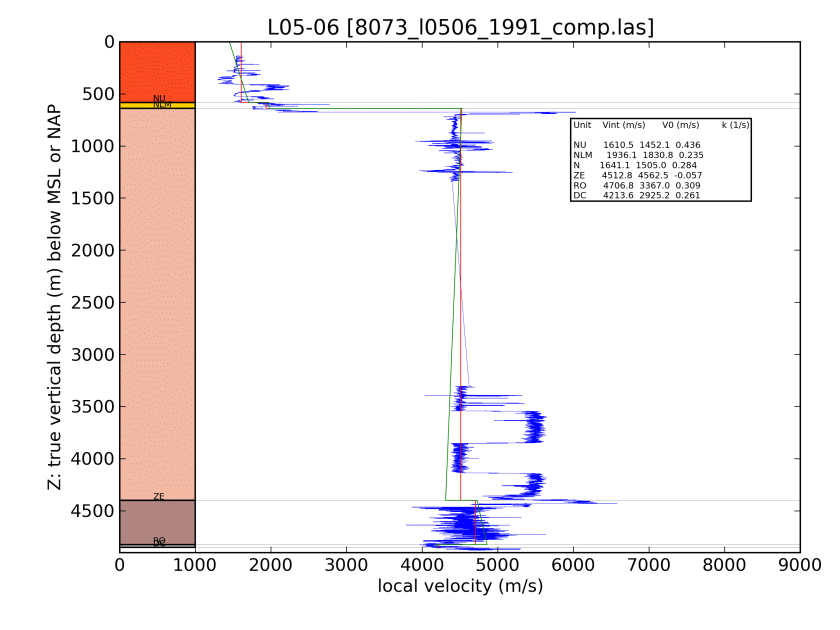 L05-06 [8073_l0506_1991_comp.las]
0
500
1000
1500
2000
2500
3000
3500
4000
4500
Z: true vertical depth (m) below MSL or NAP
NU
NLM
ZE
RO
DC
Unit Vint (m/s) V0 (m/s) k (1/s)
NU 1610.5 1452.1 0.436
NLM 1936.1 1830.8 0.235
N 1641.1 1505.0 0.284
ZE 4512.8 4562.5 -0.057
RO 4706.8 3367.0 0.309
DC 4213.6 2925.2 0.261
0 1000 2000 3000 4000 5000 6000 7000 8000 9000
local velocity (m/s)